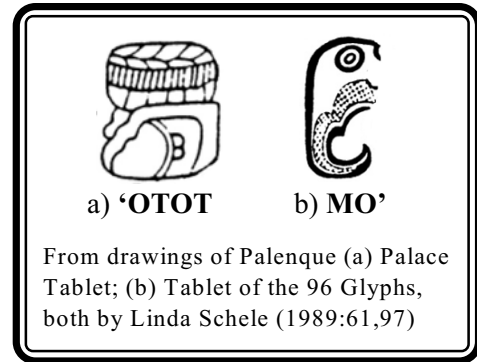 a) ‘OTOT b) MO’
From drawings of Palenque (a) Palace
Tablet; (b) Tablet of the 96 Glyphs,
both by Linda Schele (1989:61,97)